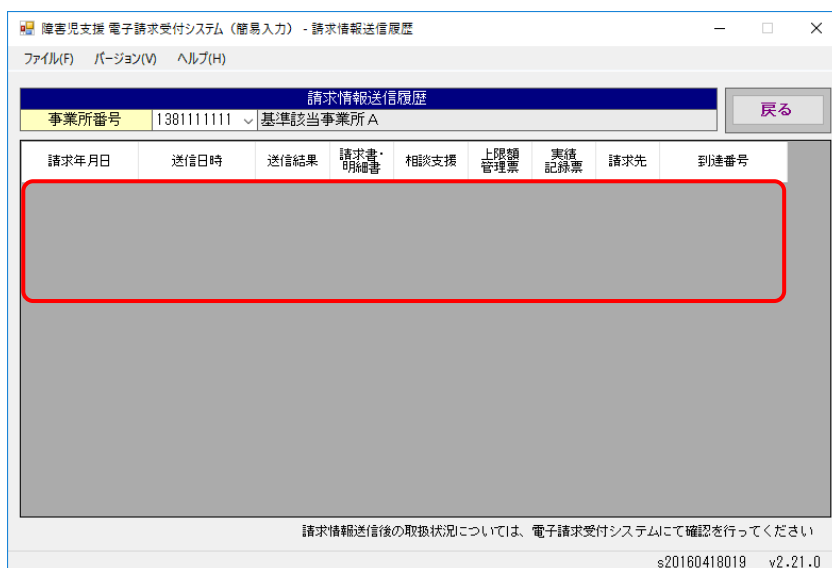 障害児支援 電子請求受付システム（簡易入力） - 請求情報送信履歴
ファイル(F) バージョン(V) ヘルプ(H)
請求情報送信履歴
戻る
事業所番号 1381111111 基準該当事業所A
請求年月日 送信日時 送信結果 請求書・明細書 相談支援 上限額管理票 実績記録票 請求先 到達番号
請求情報送信後の取扱状況については、電子請求受付システムにて確認を行ってください
s20160418019 v2.21.0